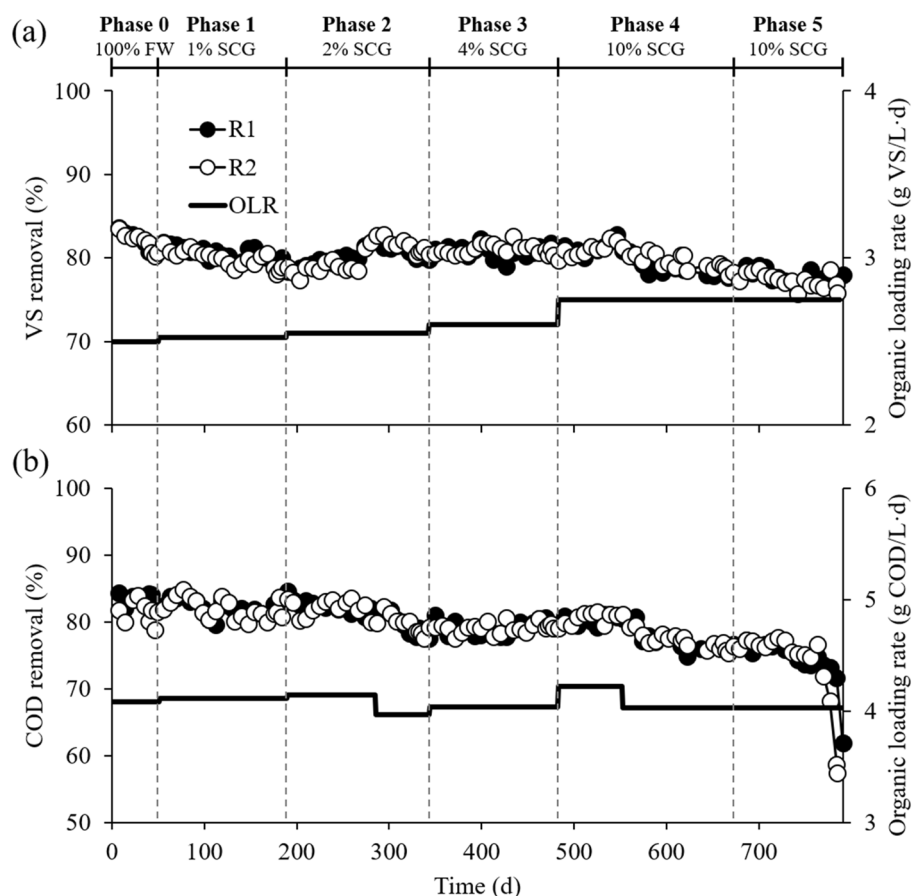 (a)
Phase 0 Phase 1 Phase 2 Phase 3 Phase 4 Phase 5
100% FW 1% SCG 2% SCG 4% SCG 10% SCG 10% SCG
100
90
80
70
60
VS removal (%)
R1
R2
OLR
4
3
2
Organic loading rate (g VS/L·d)
(b)
100
90
80
70
60
50
COD removal (%)
6
5
4
3
Organic loading rate (g COD/L·d)
0 100 200 300 400 500 600 700
Time (d)